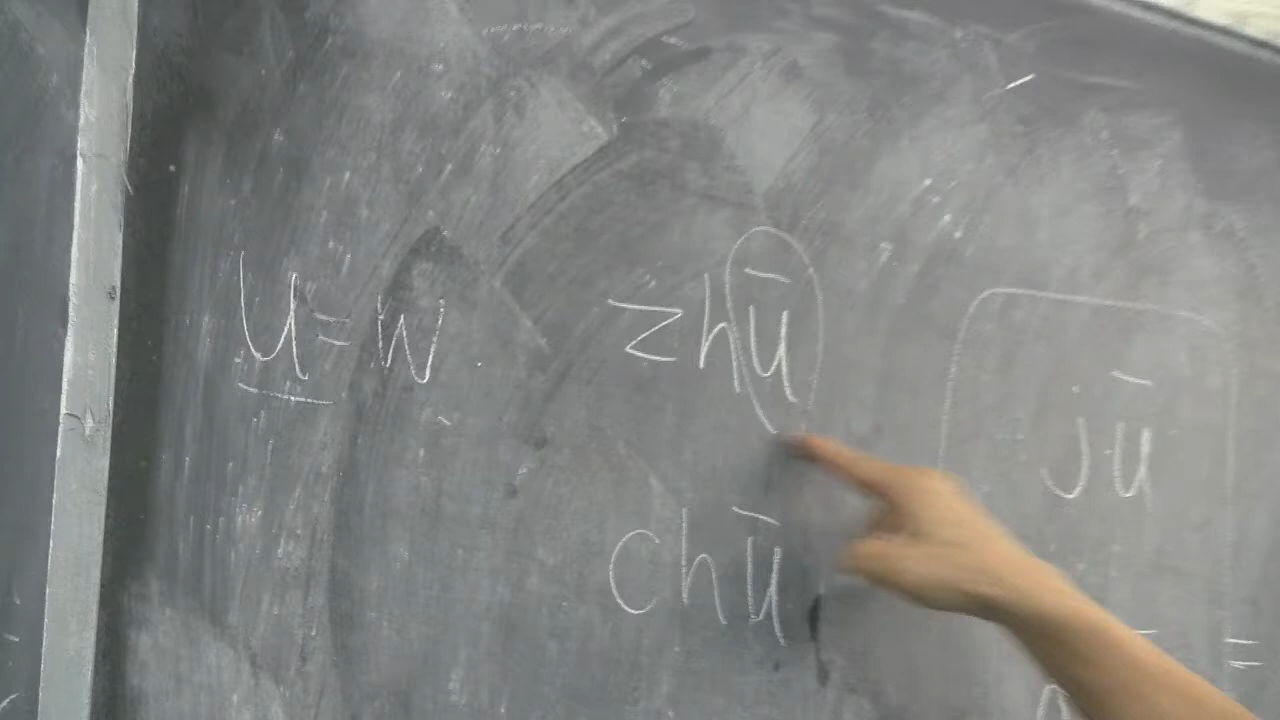 u = w zhū
jū
chū
=